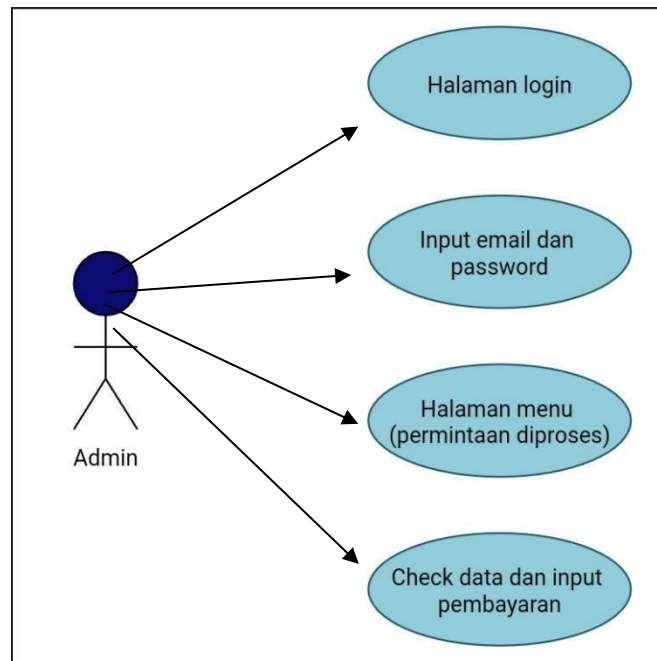 Halaman login
Input email dan
password
Halaman menu
(permintaan diproses)
Admin
Check data dan input
pembayaran